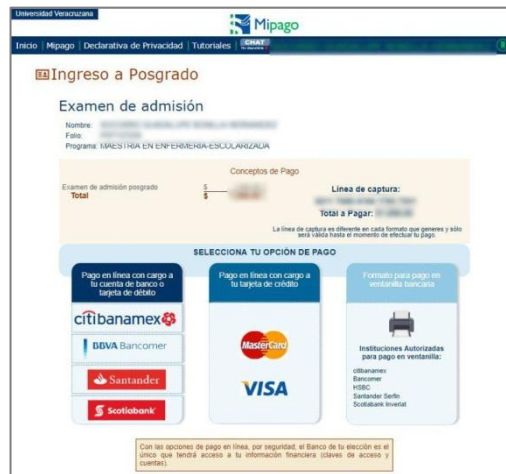 Universidad Veracruzana
Mipago
Inicio | Mipago | Declarativa de Privacidad | Tutoriales | CHAT
Ingreso a Posgrado
Examen de admisión
Nombre:
Folio:
Programa: MAESTRIA EN ENFERMERIA-ESCOLARIZADA
Conceptos de Pago
Examen de admisión posgrado $
Total $
Línea de captura:
Total a Pagar:
La línea de captura es diferente en cada formato que generes y sólo
será válida hasta el momento de efectuar tu pago.
SELECCIONA TU OPCIÓN DE PAGO
Pago en línea con cargo a
tu cuenta de banco o
tarjeta de débito
citibanamex
BBVA Bancomer
Santander
Scotiabank
Pago en línea con cargo a
tu tarjeta de crédito
MasterCard
VISA
Formato para pago en
ventanilla bancaria
Instituciones Autorizadas
para pago en ventanilla:
citibanamex
Bancomer
HSBC
Santander Serfin
Scotiabank Inverlat
Con las opciones de pago en línea, por seguridad, el Banco de tu elección es el
único que tendrá acceso a tu información financiera (claves de acceso y
cuentas).